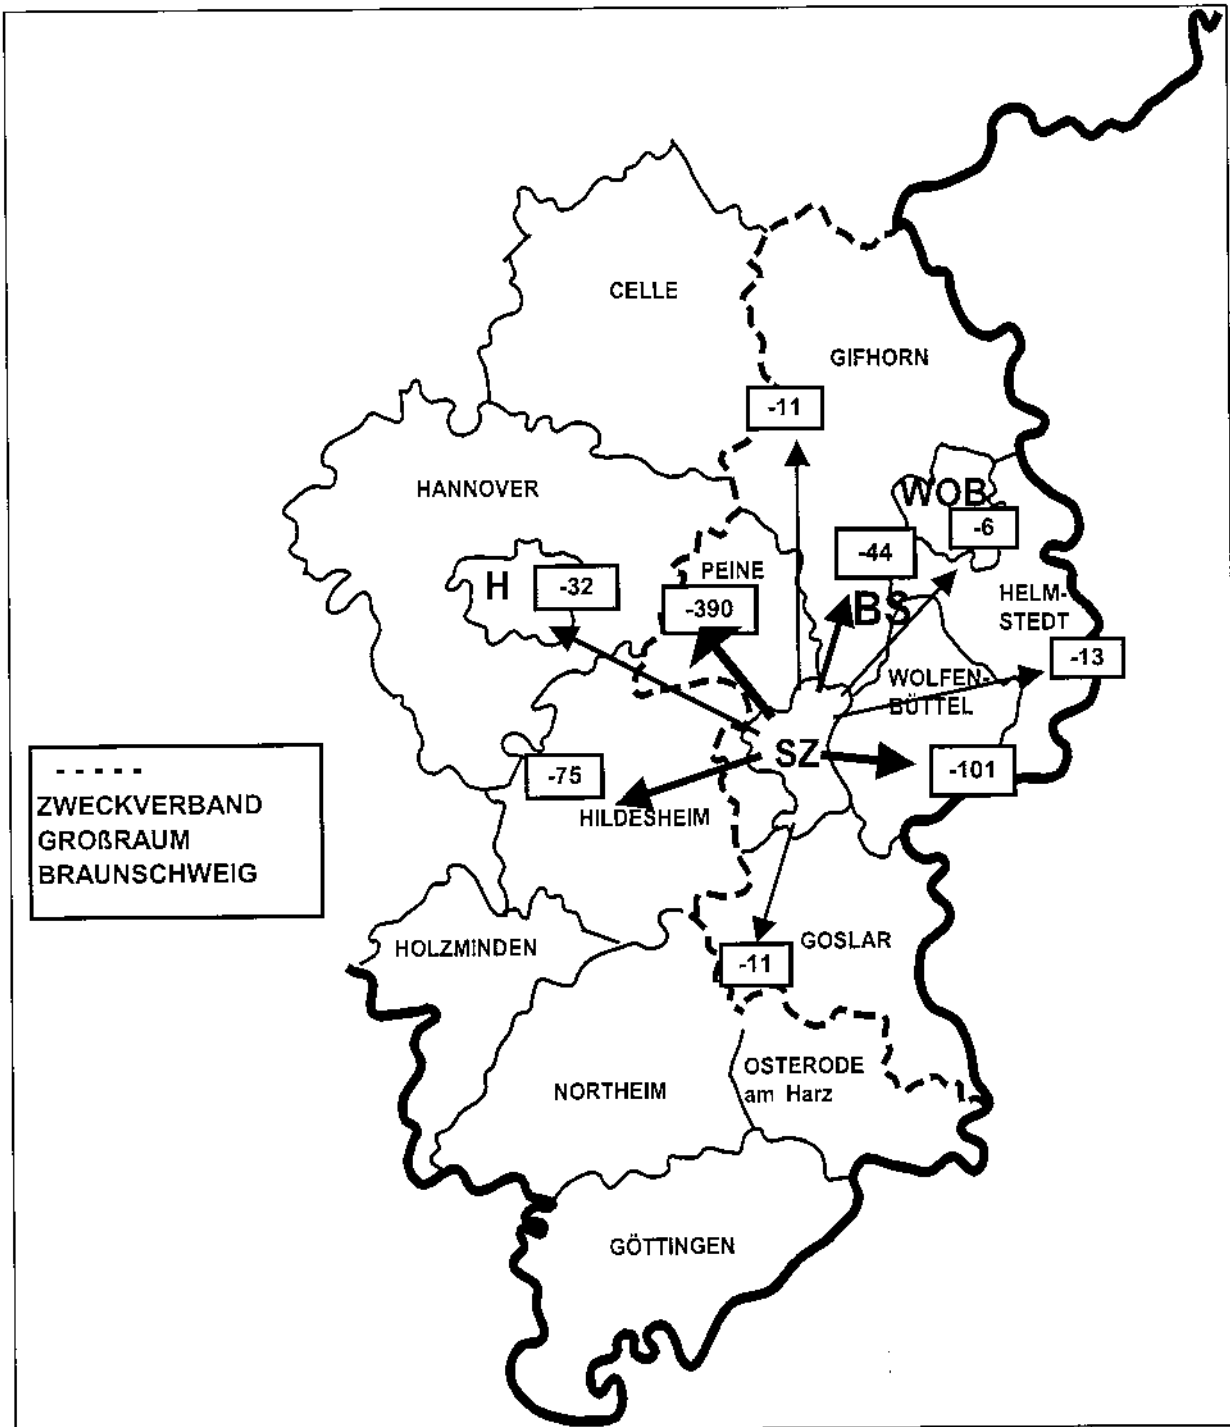 CELLE
GIFHORN
-11
HANNOVER
WOB
-6
-44
PEINE
H
-32
-390
BS
HELM-
STEDT
-13
WOLFEN-
BÜTTEL
SZ
-75
-101
HILDESHEIM
- - - - -
ZWECKVERBAND
GROßRAUM
BRAUNSCHWEIG
HOLZMINDEN
GOSLAR
-11
OSTERODE
am Harz
NORTHEIM
GÖTTINGEN